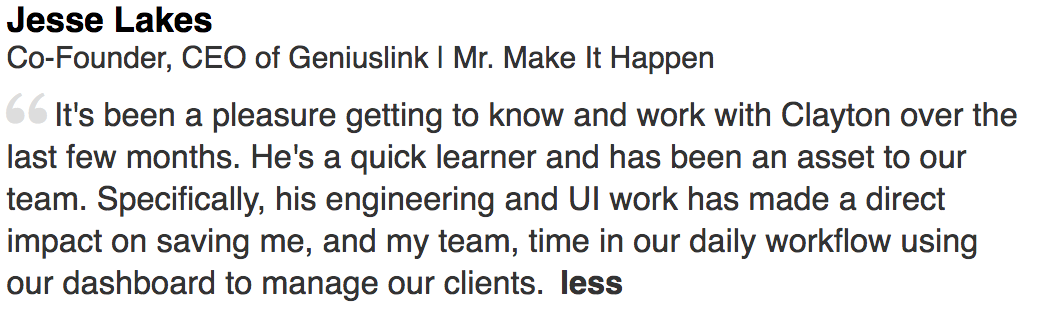 Jesse Lakes
Co-Founder, CEO of Geniuslink | Mr. Make It Happen
“It's been a pleasure getting to know and work with Clayton over the
last few months. He's a quick learner and has been an asset to our
team. Specifically, his engineering and UI work has made a direct
impact on saving me, and my team, time in our daily workflow using
our dashboard to manage our clients. less